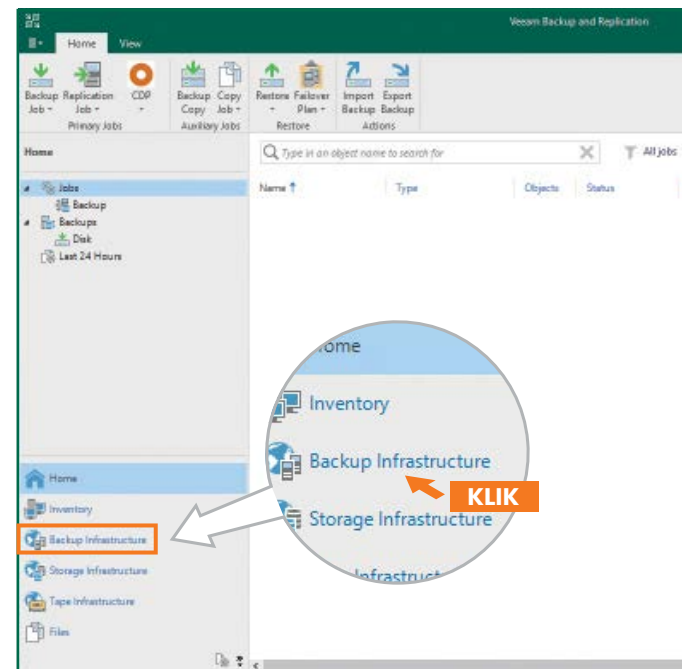 Veeam Backup and Replication
Home View
Backup Job Replication Job CDP Backup Copy Copy Job Restore Failover Plan Import Backup Export Backup
Primary Jobs Auxiliary Jobs Restore Actions
Home
Type in an object name to search for
All jobs
Name Type Objects Status
Jobs
Backup
Backups
Disk
Last 24 Hours
Home
Inventory
Backup Infrastructure
Storage Infrastructure
Tape Infrastructure
Files
ome
Inventory
Backup Infrastructure
KLIK
Storage Infrastructure
Infrastruct